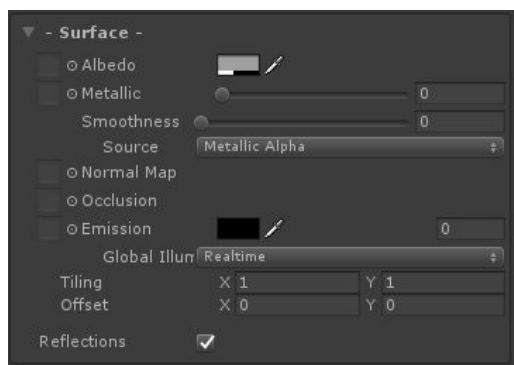 - Surface -
Albedo
Metallic 0
Smoothness 0
Source Metallic Alpha
Normal Map
Occlusion
Emission 0
Global Illum Realtime
Tiling X 1 Y 1
Offset X 0 Y 0
Reflections